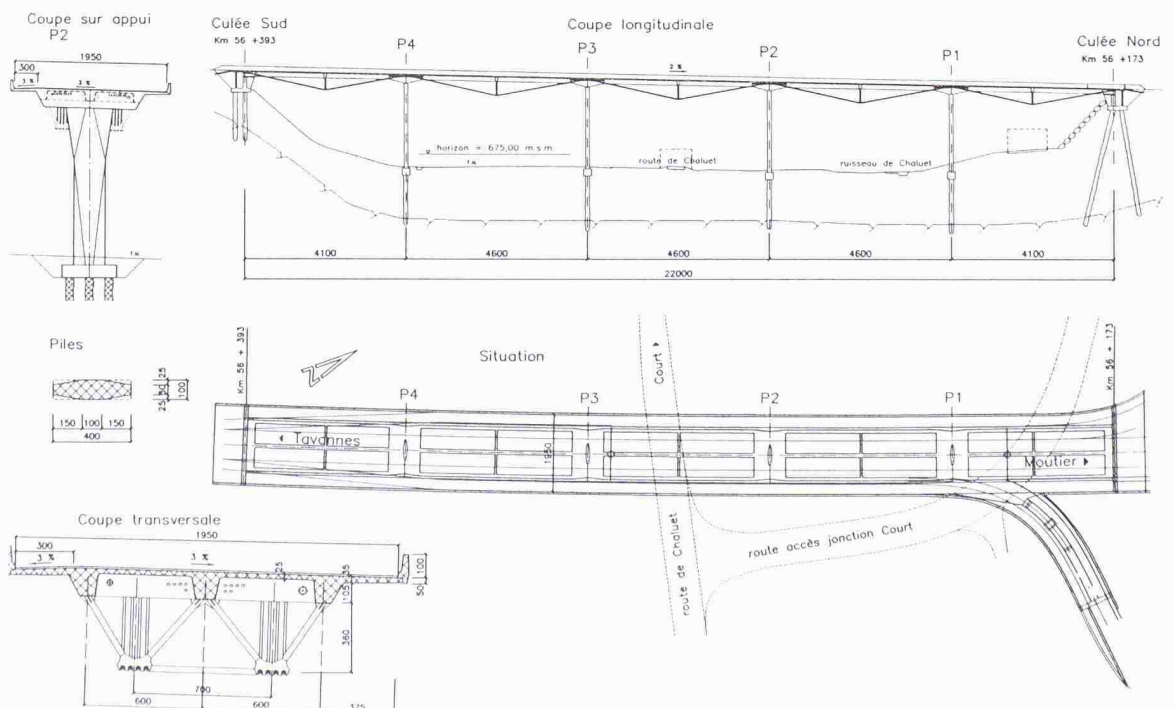 Coupe sur appui
P2
1950
300
3 %
3 %
Culée Sud
Km 56 +393
Coupe longitudinale
Culée Nord
Km 56 +173
P4
P3
P2
P1
2 %
horizon = 675,00 m s m
route de Chaluet
ruisseau de Chaluet
4100
4600
4600
4600
4100
22000
Piles
25
50
25
100
150
100
150
400
Km 56 + 393
Situation
Court
Km 56 + 173
N
P4
P3
P2
P1
Tavannes
1950
Moutier
route de Chaluet
route accès jonction Court
Coupe transversale
1950
300
3 %
3 %
25
35
105
50
100
360
700
600
600
375